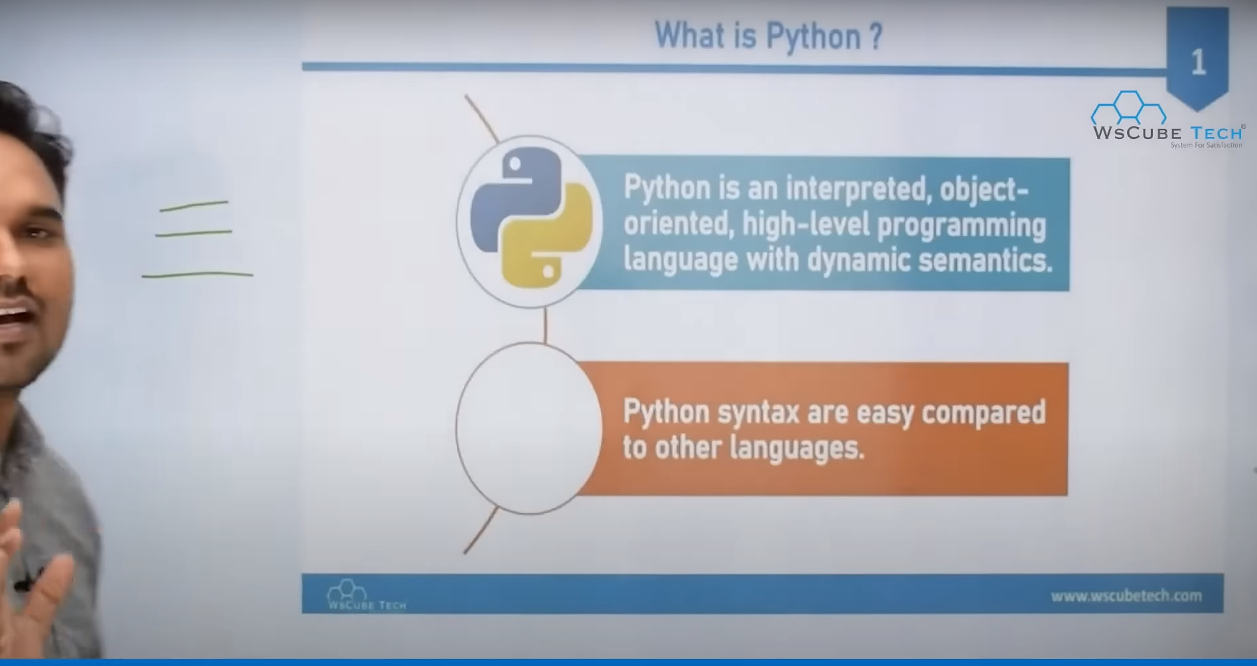 What is Python ?
1
WsCube Tech
System For Satisfaction
Python is an interpreted, object-
oriented, high-level programming
language with dynamic semantics.
Python syntax are easy compared
to other languages.
WsCube Tech
www.wscubetech.com